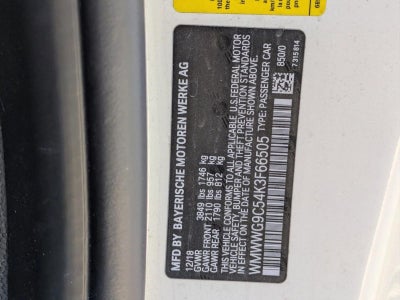 MFD BY BAYERISCHE MOTOREN WERKE AG
12/18
GVWR 3849 lbs 1746 kg
GAWR FRONT 2110 lbs 957 kg
GAWR REAR 1790 lbs 812 kg
THIS VEHICLE CONFORMS TO ALL APPLICABLE U.S. FEDERAL MOTOR
VEHICLE SAFETY, BUMPER AND THEFT PREVENTION STANDARDS
IN EFFECT ON THE DATE OF MANUFACTURE SHOWN ABOVE.
WMWWG9C54K3F66505 TYPE: PASSENGER CAR
850/0
7315814